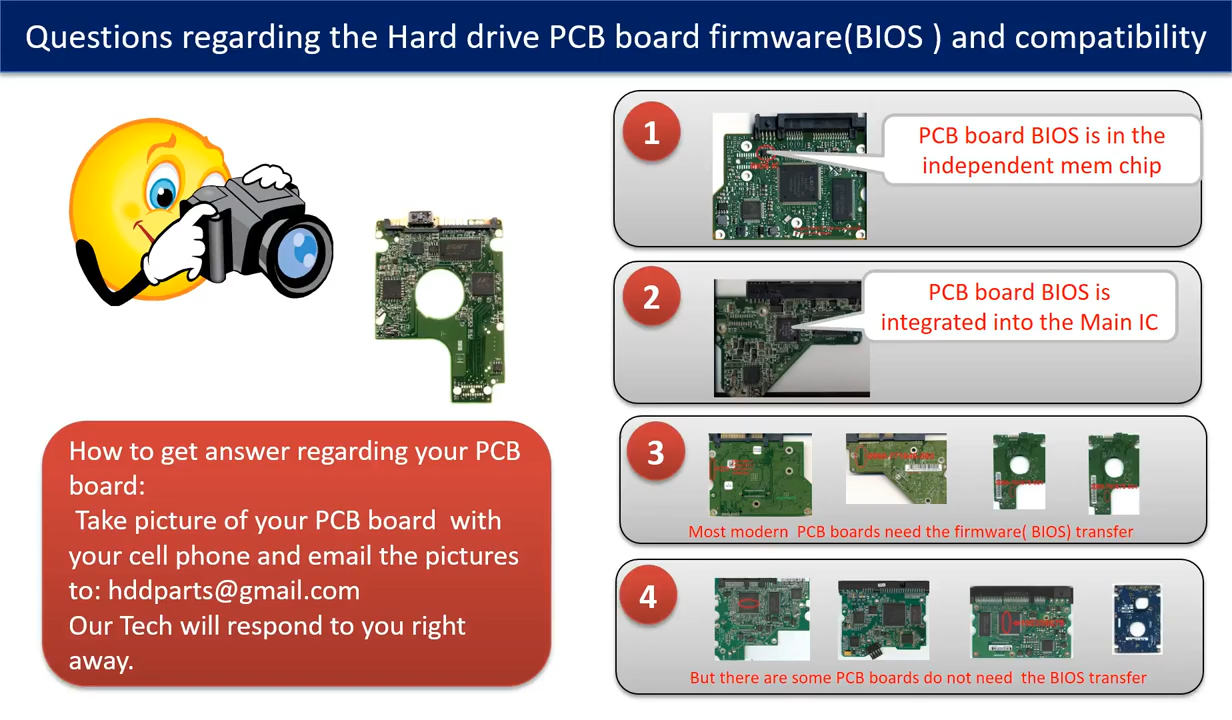 Questions regarding the Hard drive PCB board firmware(BIOS ) and compatibility
1
PCB board BIOS is in the
independent mem chip
2
PCB board BIOS is
integrated into the Main IC
3
Most modern PCB boards need the firmware( BIOS) transfer
4
But there are some PCB boards do not need the BIOS transfer
How to get answer regarding your PCB
board:
Take picture of your PCB board with
your cell phone and email the pictures
to: hddparts@gmail.com
Our Tech will respond to you right
away.